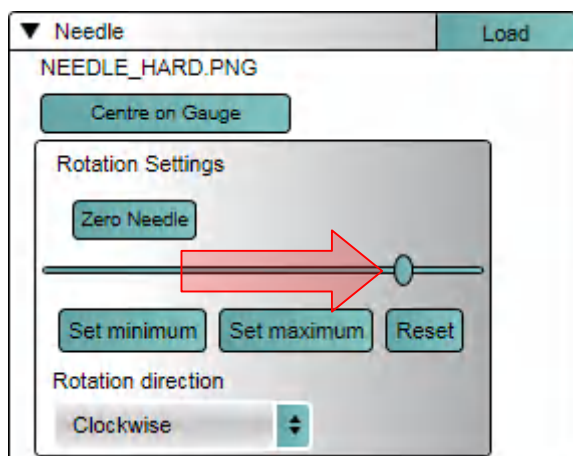 Needle Load
NEEDLE_HARD.PNG
Centre on Gauge
Rotation Settings
Zero Needle
Set minimum Set maximum Reset
Rotation direction
Clockwise